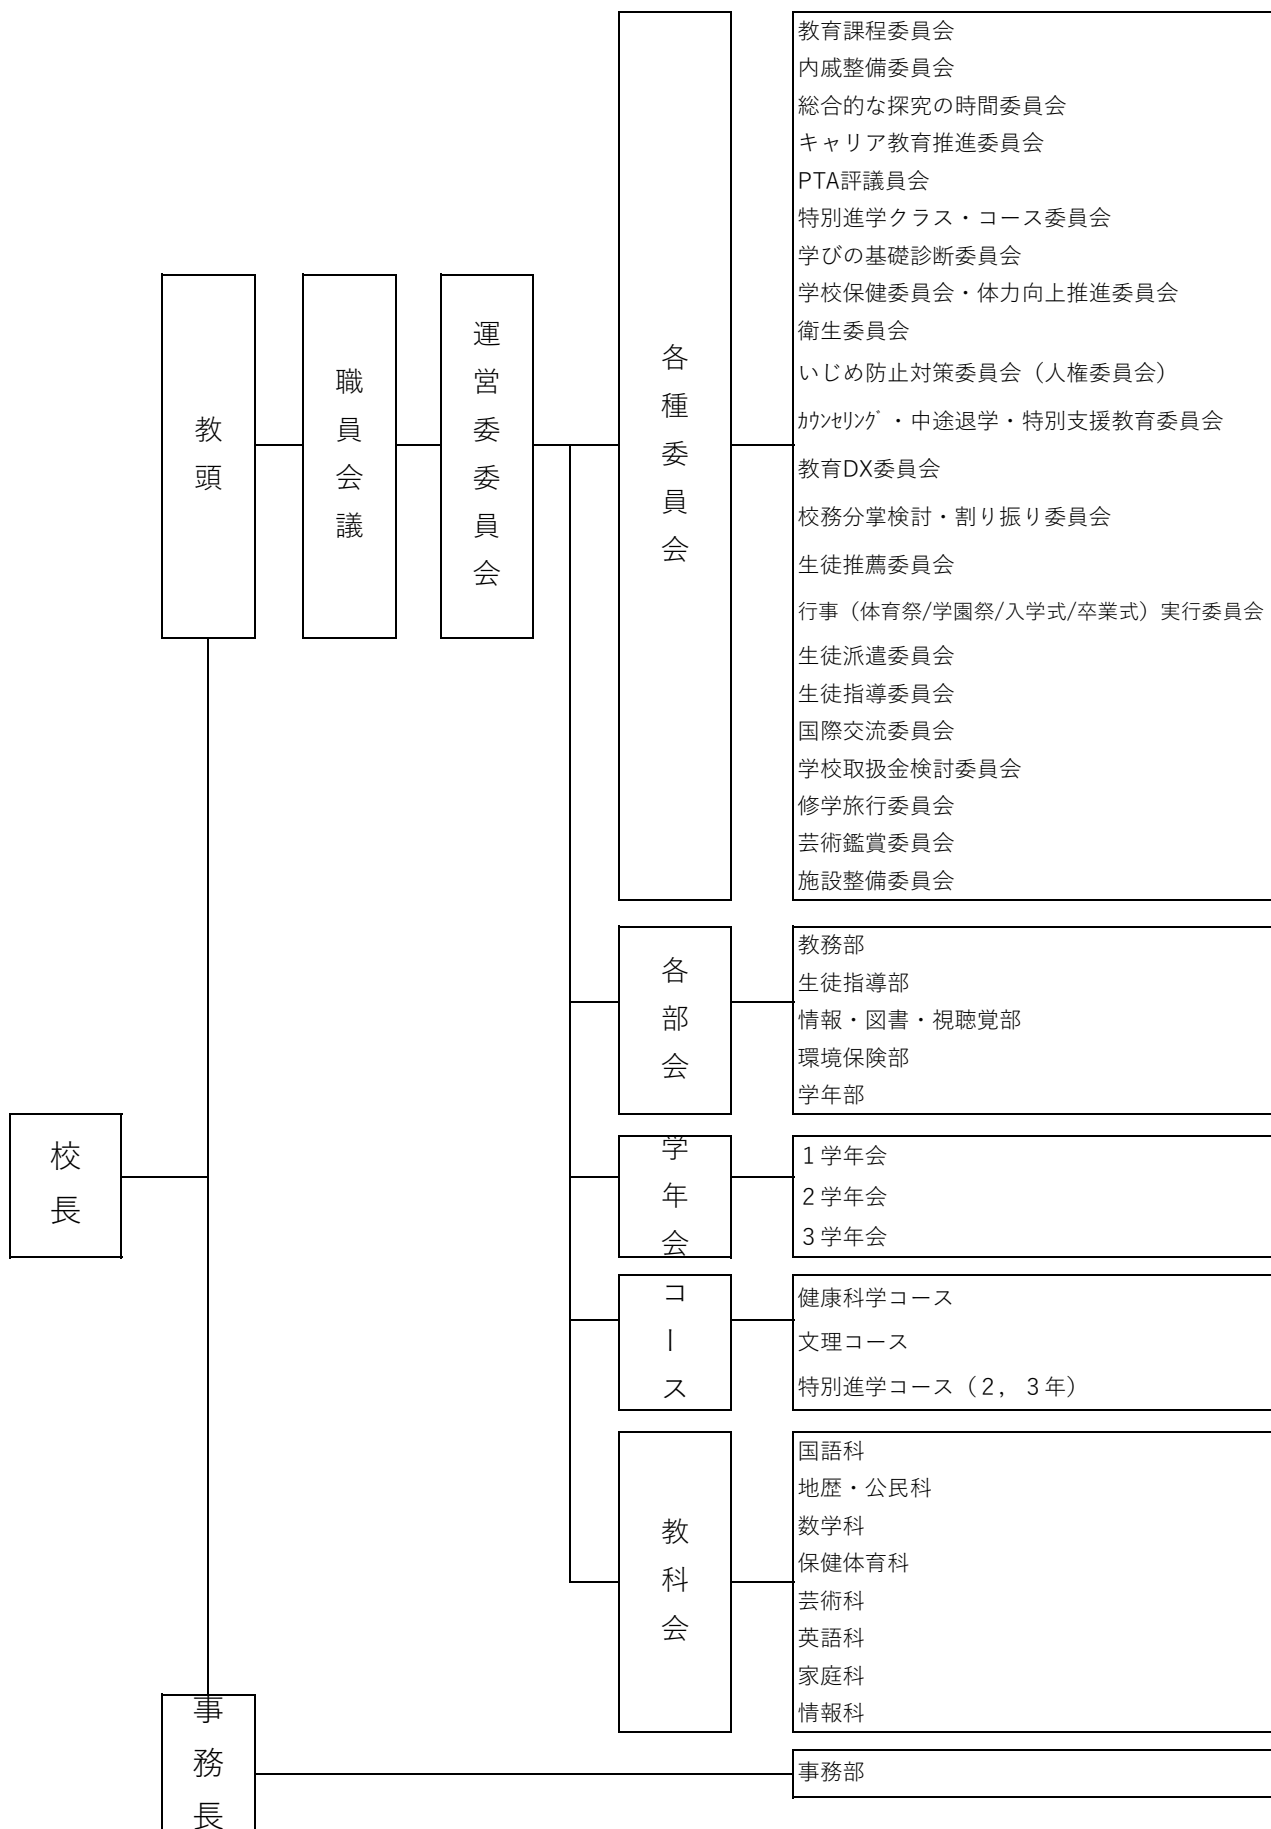 校長
教頭
職員会議
運営委委員会
各種委員会
教育課程委員会
内戚整備委員会
総合的な探究の時間委員会
キャリア教育推進委員会
PTA評議員会
特別進学クラス・コース委員会
学びの基礎診断委員会
学校保健委員会・体力向上推進委員会
衛生委員会
いじめ防止対策委員会（人権委員会）
ｶｳﾝｾﾘﾝｸﾞ・中途退学・特別支援教育委員会
教育DX委員会
校務分掌検討・割り振り委員会
生徒推薦委員会
行事（体育祭/学園祭/入学式/卒業式）実行委員会
生徒派遣委員会
生徒指導委員会
国際交流委員会
学校取扱金検討委員会
修学旅行委員会
芸術鑑賞委員会
施設整備委員会
各部会
教務部
生徒指導部
情報・図書・視聴覚部
環境保険部
学年部
学年会
１学年会
２学年会
３学年会
コース
健康科学コース
文理コース
特別進学コース（２，３年）
教科会
国語科
地歴・公民科
数学科
保健体育科
芸術科
英語科
家庭科
情報科
事務長
事務部